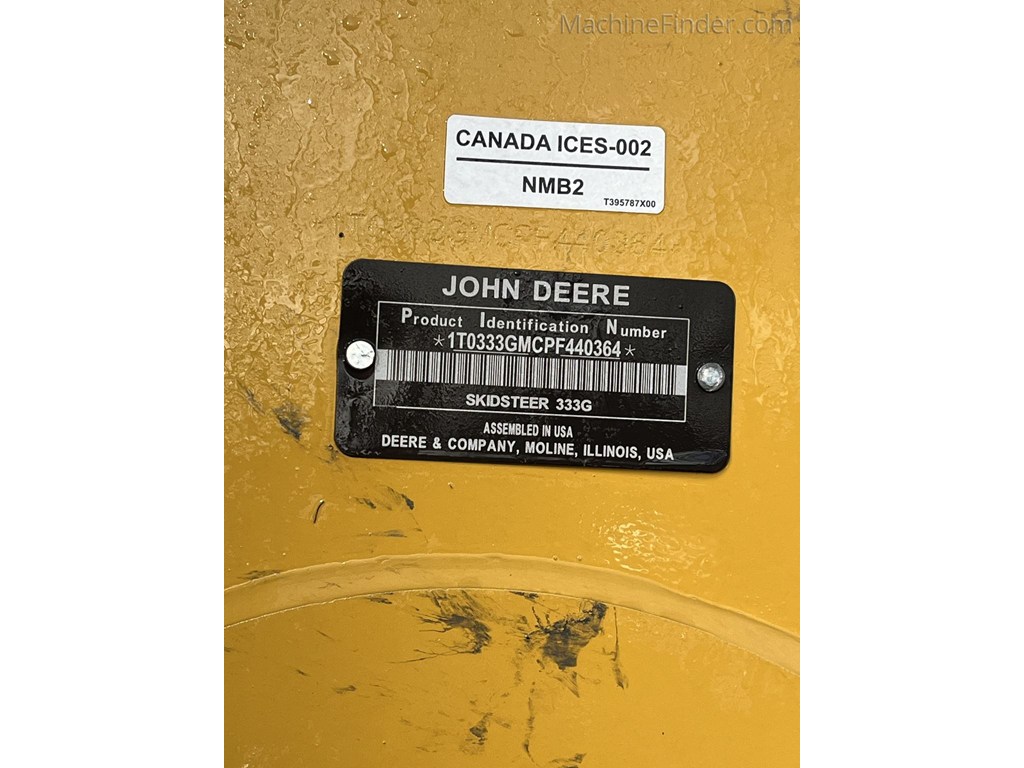 MachineFinder.com
CANADA ICES-002
NMB2
T395787X00
JOHN DEERE
Product Identification Number
*1T0333GMCPF440364*
SKIDSTEER 333G
ASSEMBLED IN USA
DEERE & COMPANY, MOLINE, ILLINOIS, USA